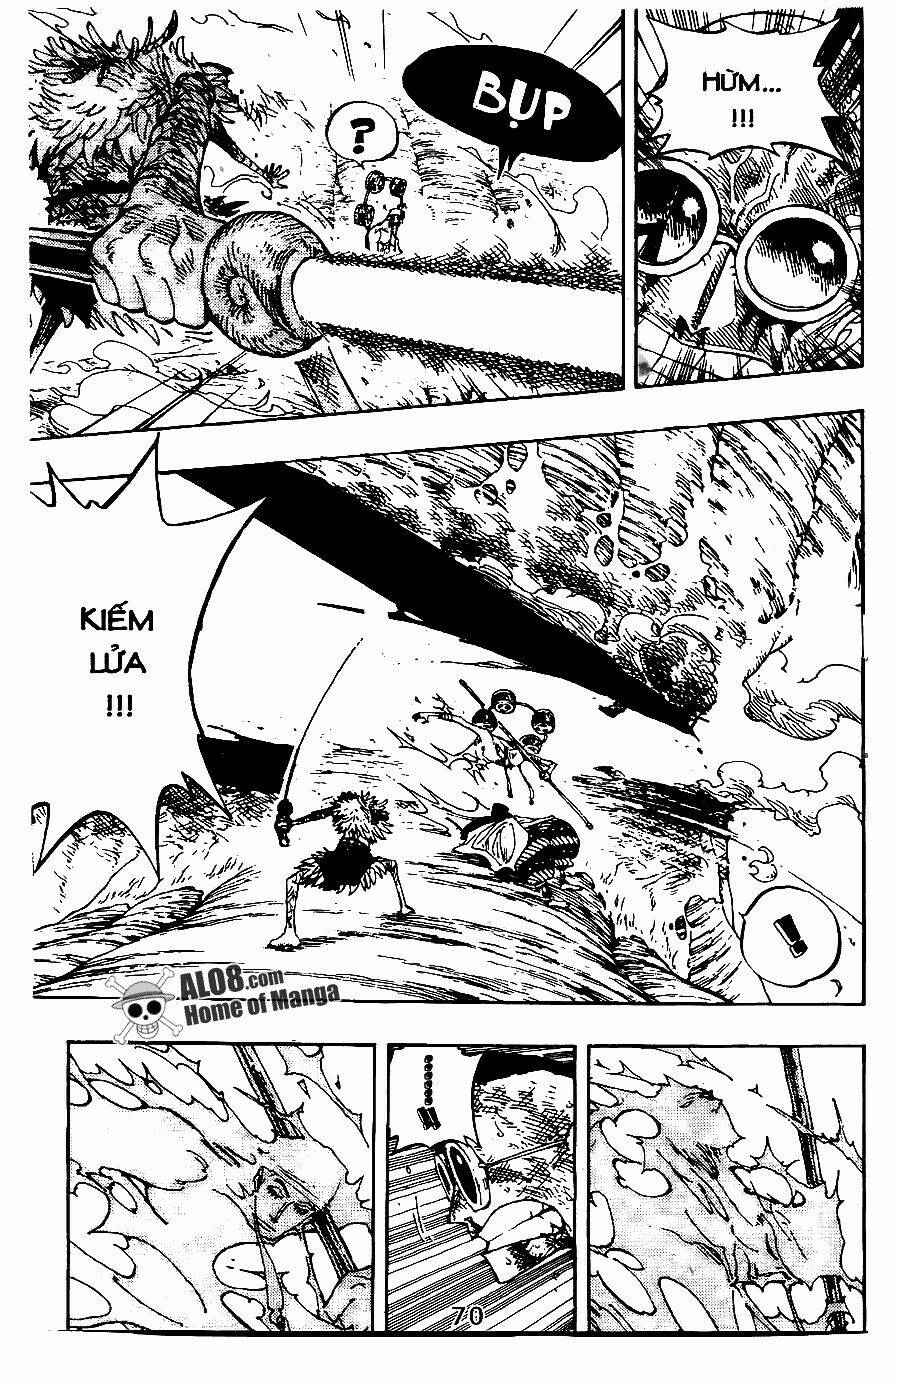 HỪM...
!!!
BỤP
?
KIẾM
LỬA
!!!
!
ALO8.com
Home of Manga
......!!
70